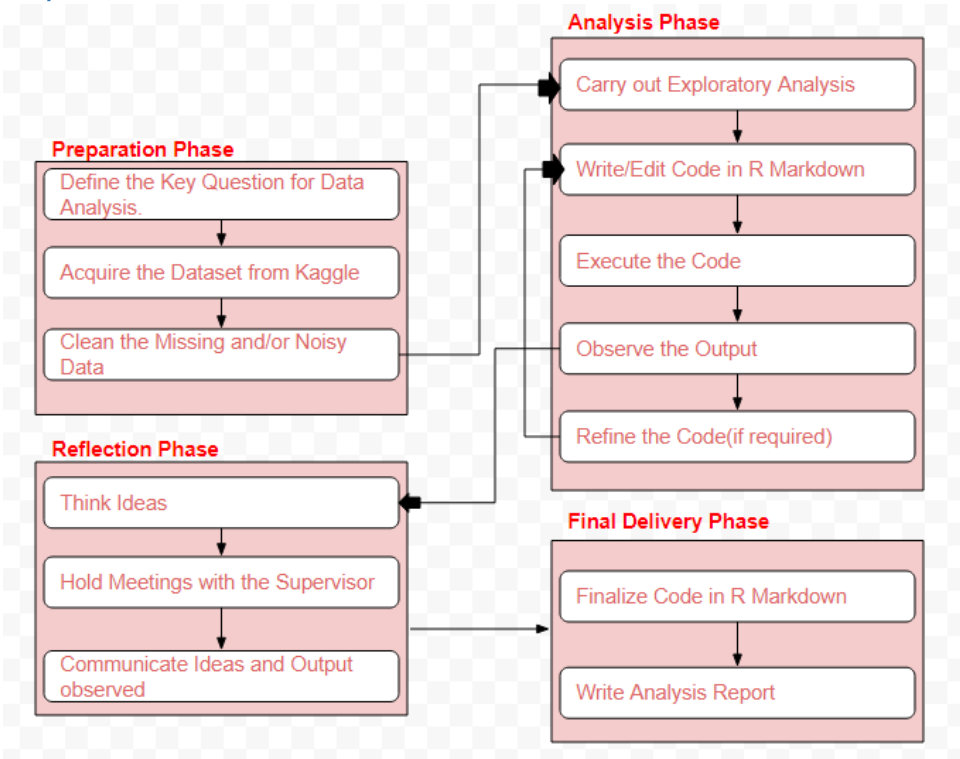 Preparation Phase
Define the Key Question for Data
Analysis.
Acquire the Dataset from Kaggle
Clean the Missing and/or Noisy
Data
Analysis Phase
Carry out Exploratory Analysis
Write/Edit Code in R Markdown
Execute the Code
Observe the Output
Refine the Code(if required)
Reflection Phase
Think Ideas
Hold Meetings with the Supervisor
Communicate Ideas and Output
observed
Final Delivery Phase
Finalize Code in R Markdown
Write Analysis Report